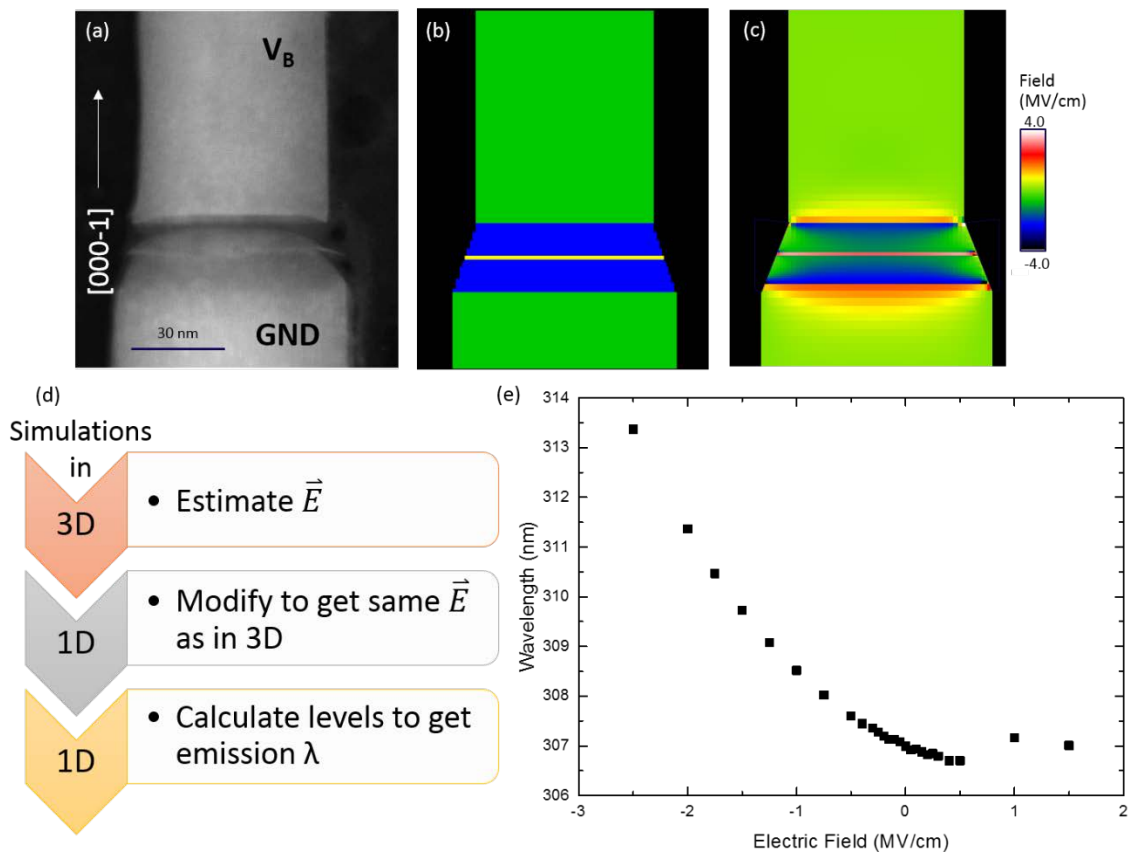 (a)
V_B
[000-1]
30 nm
GND
(b)
(c)
Field
(MV/cm)
4.0
-4.0
(d)
Simulations
in
3D
• Estimate E⃗
1D
• Modify to get same E⃗
as in 3D
1D
• Calculate levels to get
emission λ
(e)
Wavelength (nm)
314
313
312
311
310
309
308
307
306
-3
-2
-1
0
1
2
Electric Field (MV/cm)